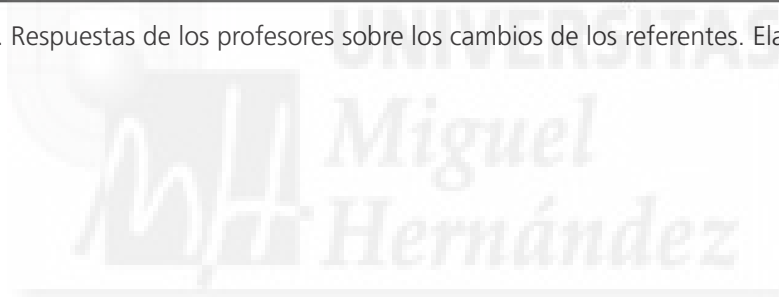 . Respuestas de los profesores sobre los cambios de los referentes. Ela
UNIVERSITAS
Miguel
Hernández